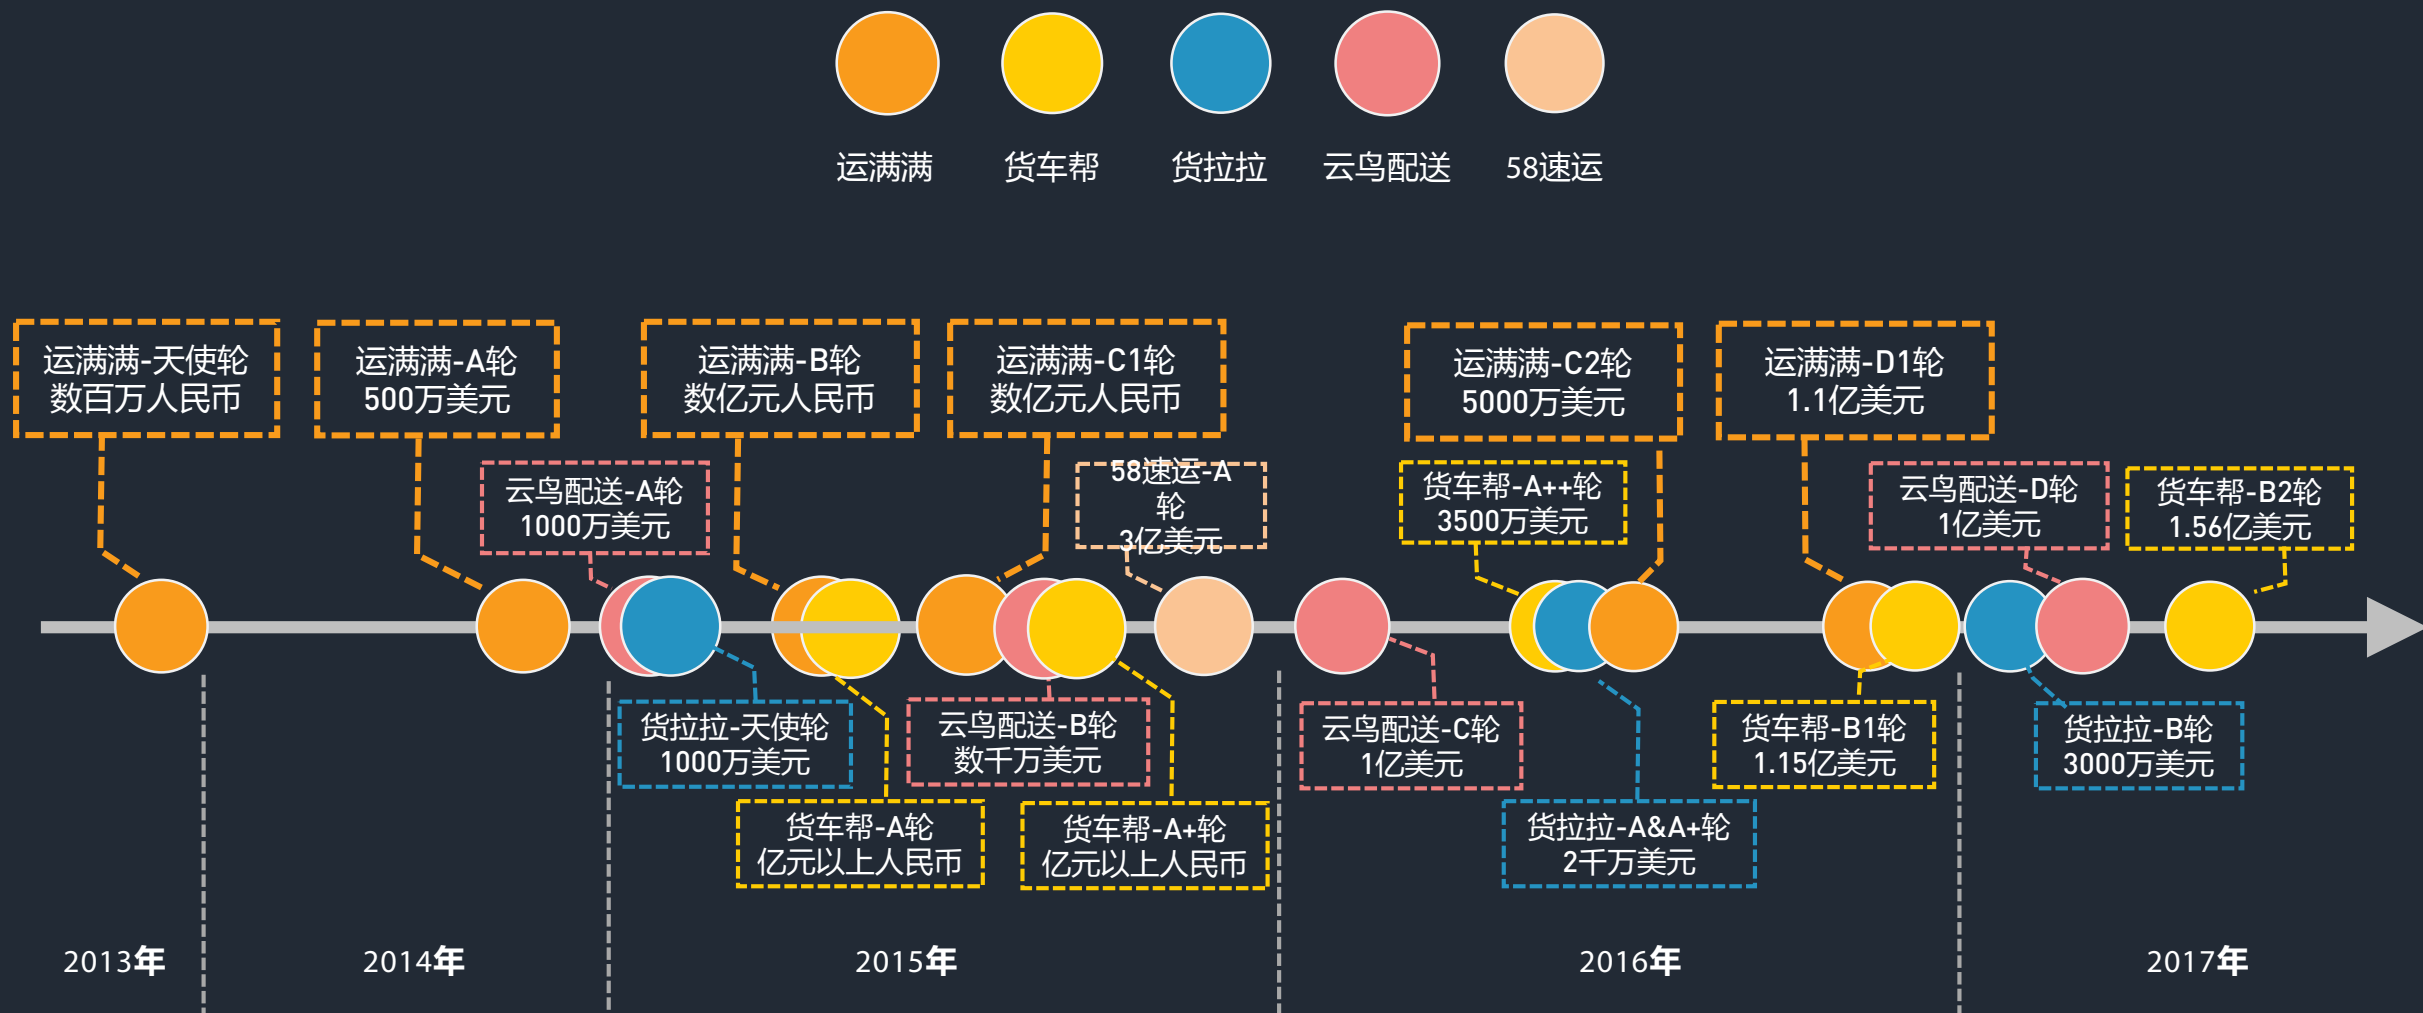 运满满
货车帮
货拉拉
云鸟配送
58速运
运满满-天使轮
数百万人民币
运满满-A轮
500万美元
运满满-B轮
数亿元人民币
运满满-C1轮
数亿元人民币
运满满-C2轮
5000万美元
运满满-D1轮
1.1亿美元
云鸟配送-A轮
1000万美元
58速运-A
轮
3亿美元
货车帮-A++轮
3500万美元
云鸟配送-D轮
1亿美元
货车帮-B2轮
1.56亿美元
货拉拉-天使轮
1000万美元
云鸟配送-B轮
数千万美元
云鸟配送-C轮
1亿美元
货车帮-B1轮
1.15亿美元
货拉拉-B轮
3000万美元
货车帮-A轮
亿元以上人民币
货车帮-A+轮
亿元以上人民币
货拉拉-A&A+轮
2千万美元
2013年
2014年
2015年
2016年
2017年